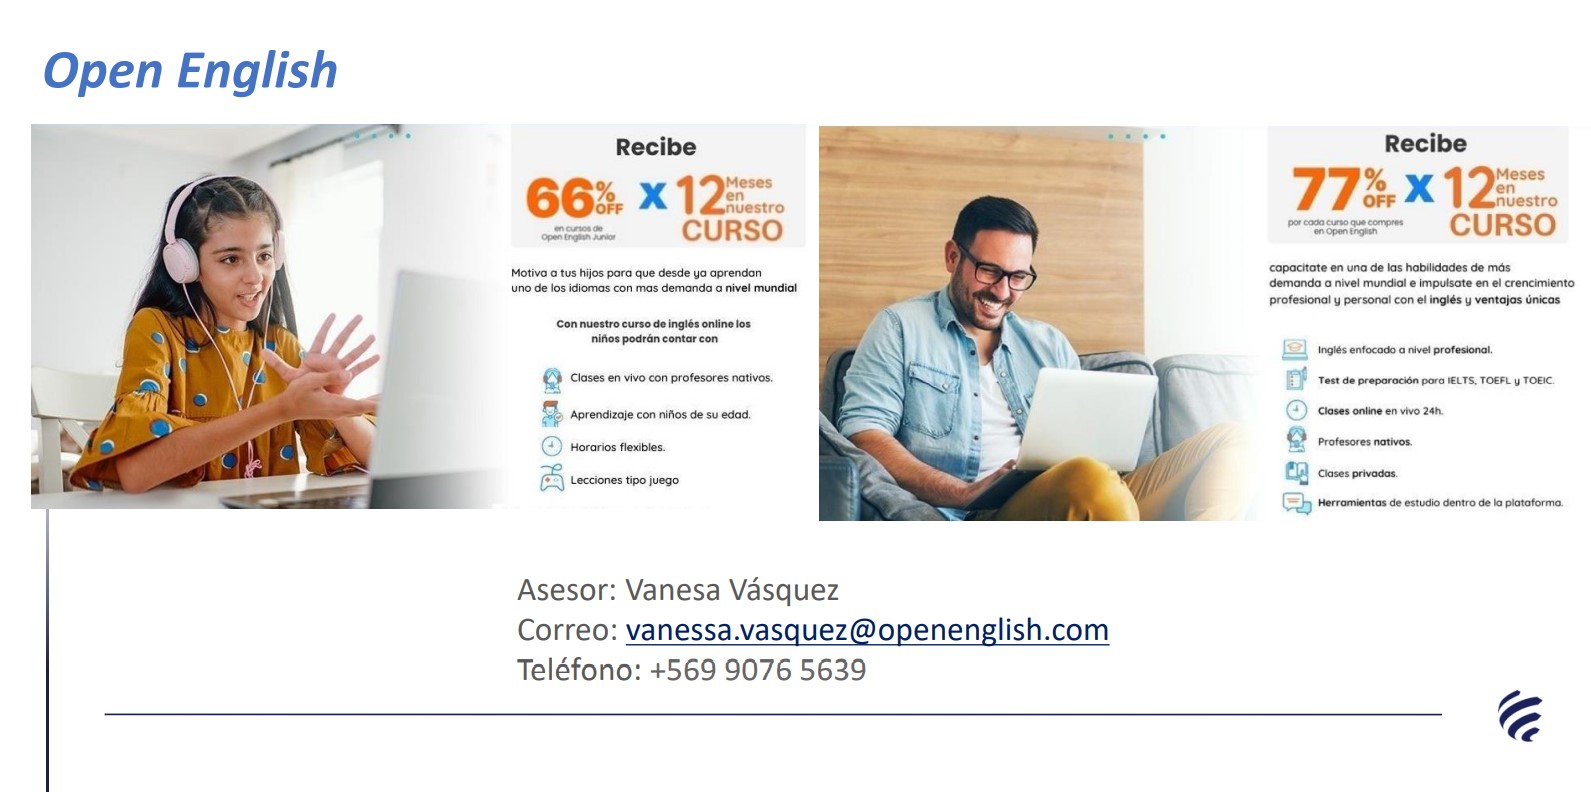 Open English
Recibe
66% OFF X 12 Meses en nuestro CURSO
en cursos de
Open English Junior
Motiva a tus hijos para que desde ya aprendan
uno de los idiomas con mas demanda a nivel mundial
Con nuestro curso de inglés online los
niños podrán contar con
Clases en vivo con profesores nativos.
Aprendizaje con niños de su edad.
Horarios flexibles.
Lecciones tipo juego
Recibe
77% OFF X 12 Meses en nuestro CURSO
por cada curso que compres
en Open English
capacitate en una de las habilidades de más
demanda a nivel mundial e impulsate en el crencimiento
profesional y personal con el inglés y ventajas únicas
Inglés enfocado a nivel profesional.
Test de preparación para IELTS, TOEFL y TOEIC.
Clases online en vivo 24h.
Profesores nativos.
Clases privadas.
Herramientas de estudio dentro de la plataforma.
Asesor: Vanesa Vásquez
Correo: vanessa.vasquez@openenglish.com
Teléfono: +569 9076 5639